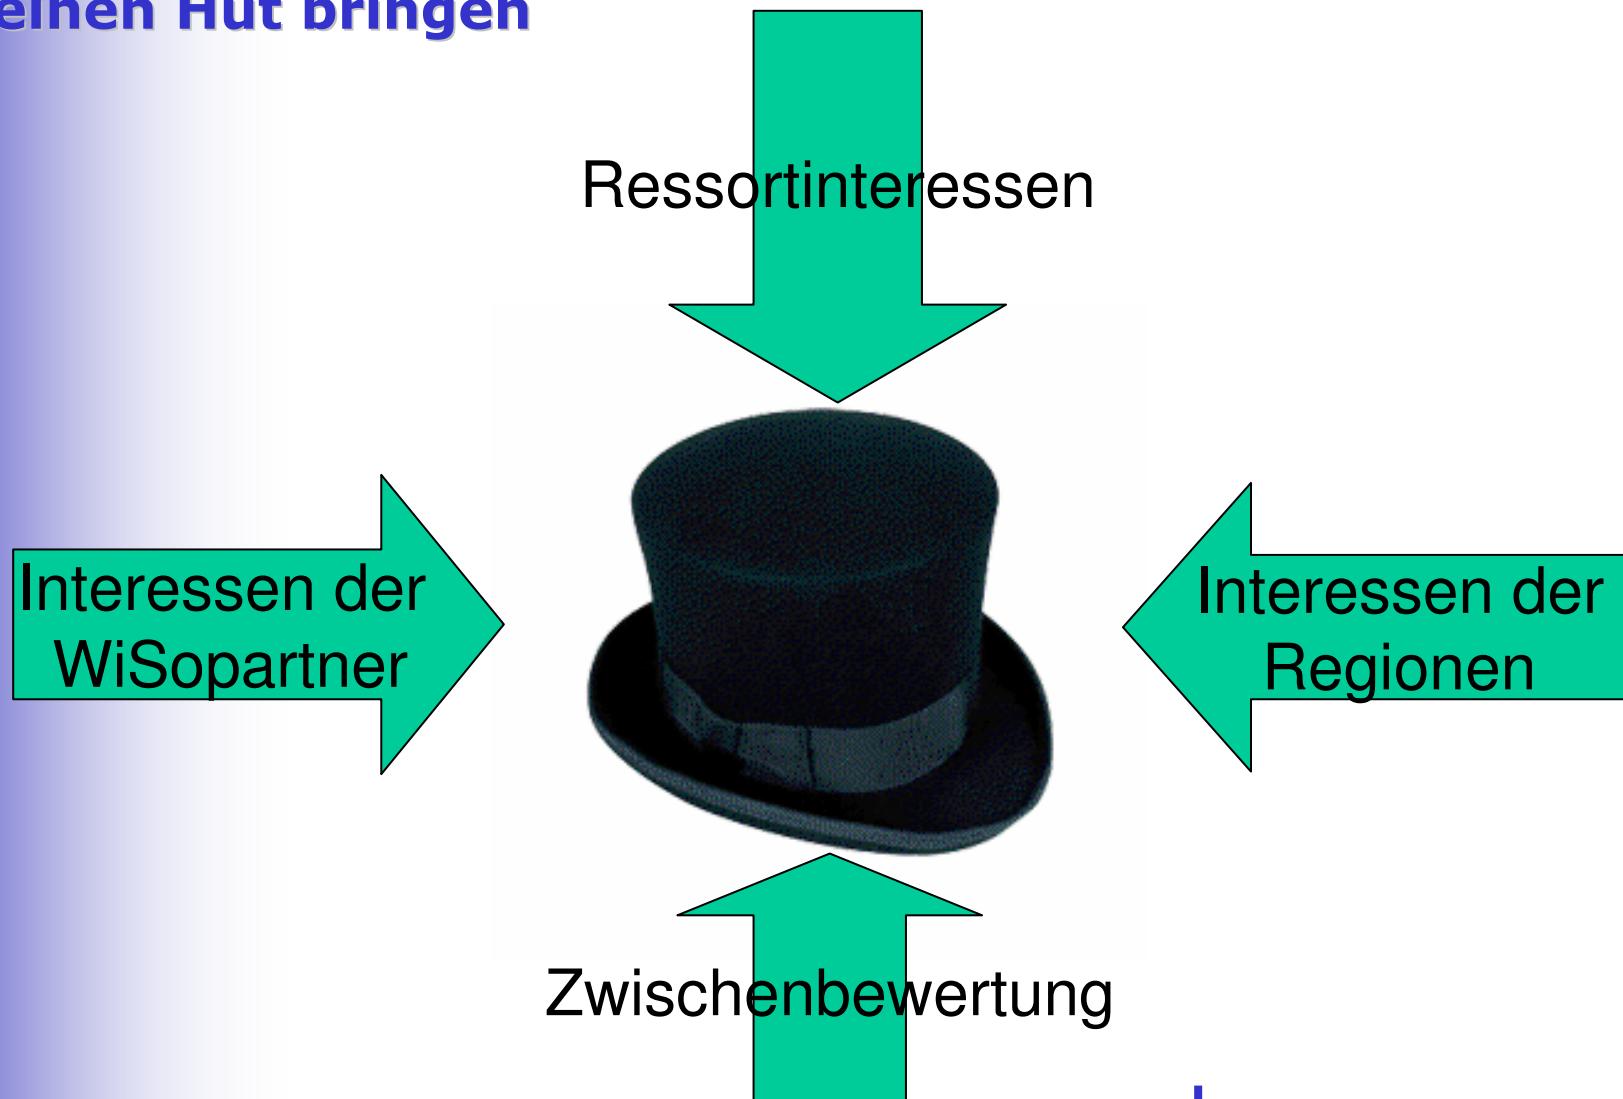 einen Hut bringen
Ressortinteressen
Interessen der
WiSopartner
Interessen der
Regionen
Zwischenbewertung